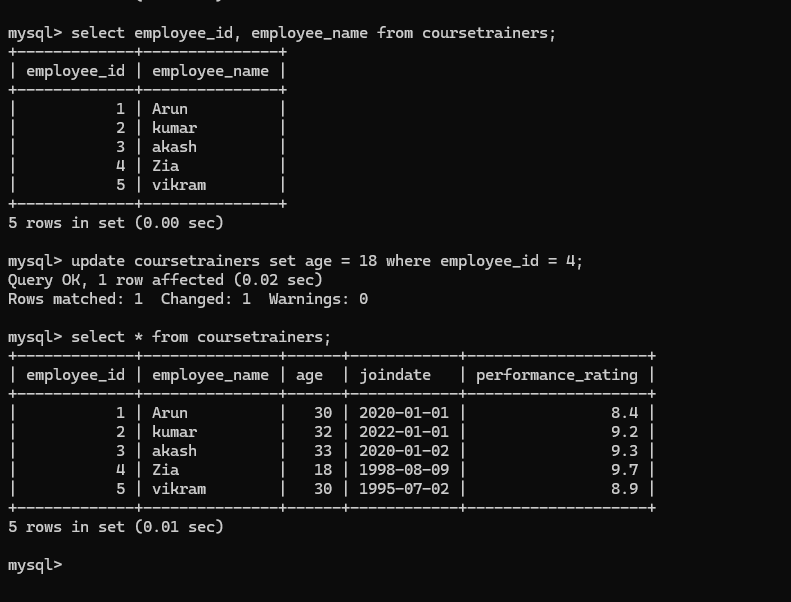 mysql> select employee_id, employee_name from coursetrainers;
+-------------+---------------+
| employee_id | employee_name |
+-------------+---------------+
|           1 | Arun          |
|           2 | kumar         |
|           3 | akash         |
|           4 | Zia           |
|           5 | vikram        |
+-------------+---------------+
5 rows in set (0.00 sec)

mysql> update coursetrainers set age = 18 where employee_id = 4;
Query OK, 1 row affected (0.02 sec)
Rows matched: 1  Changed: 1  Warnings: 0

mysql> select * from coursetrainers;
+-------------+---------------+------+------------+--------------------+
| employee_id | employee_name | age  | joindate   | performance_rating |
+-------------+---------------+------+------------+--------------------+
|           1 | Arun          |   30 | 2020-01-01 |                8.4 |
|           2 | kumar         |   32 | 2022-01-01 |                9.2 |
|           3 | akash         |   33 | 2020-01-02 |                9.3 |
|           4 | Zia           |   18 | 1998-08-09 |                9.7 |
|           5 | vikram        |   30 | 1995-07-02 |                8.9 |
+-------------+---------------+------+------------+--------------------+
5 rows in set (0.01 sec)

mysql>